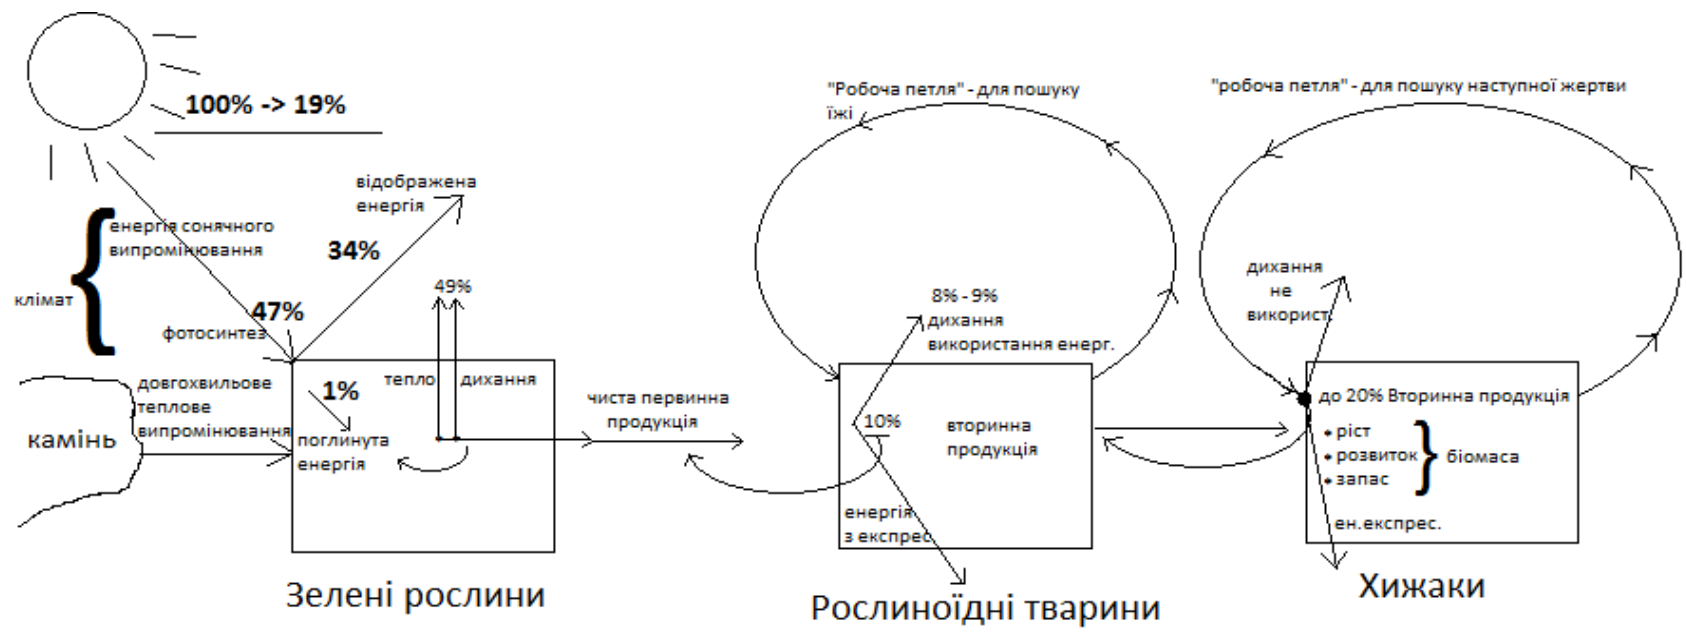 100% -> 19%
відображена
енергія
34%
енергія сонячного
випромінювання
клімат
47%
фотосинтез
49%
камінь
довгохвильове
теплове
випромінювання
1%
поглинута
енергія
тепло
дихання
Зелені рослини
чиста первинна
продукція
"Робоча петля" - для пошуку
їжі
8% - 9%
дихання
використання енерг.
10%
вторинна
продукція
енергія
з експрес
Рослиноїдні тварини
"робоча петля" - для пошуку наступної жертви
дихання
не
використ.
до 20% Вторинна продукція
• ріст
• розвиток
• запас
біомаса
ен.експрес.
Хижаки